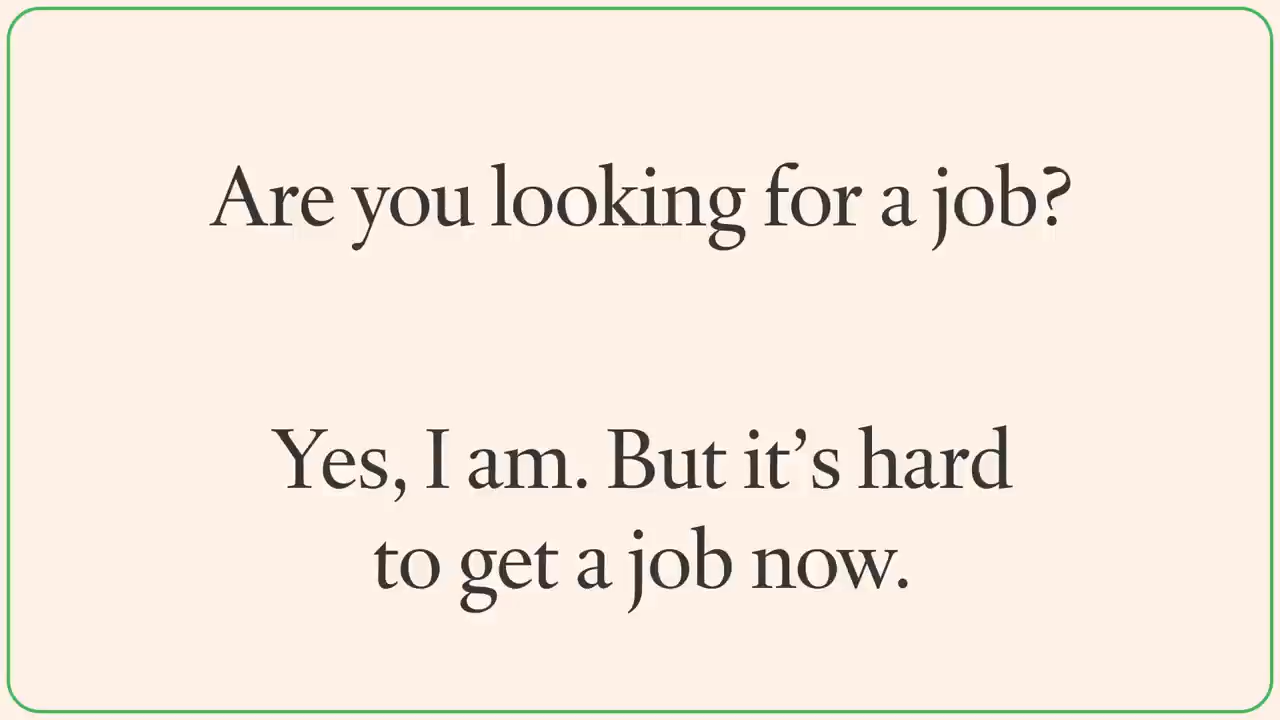 Are you looking for a job?
Yes, I am. But it’s hard
to get a job now.